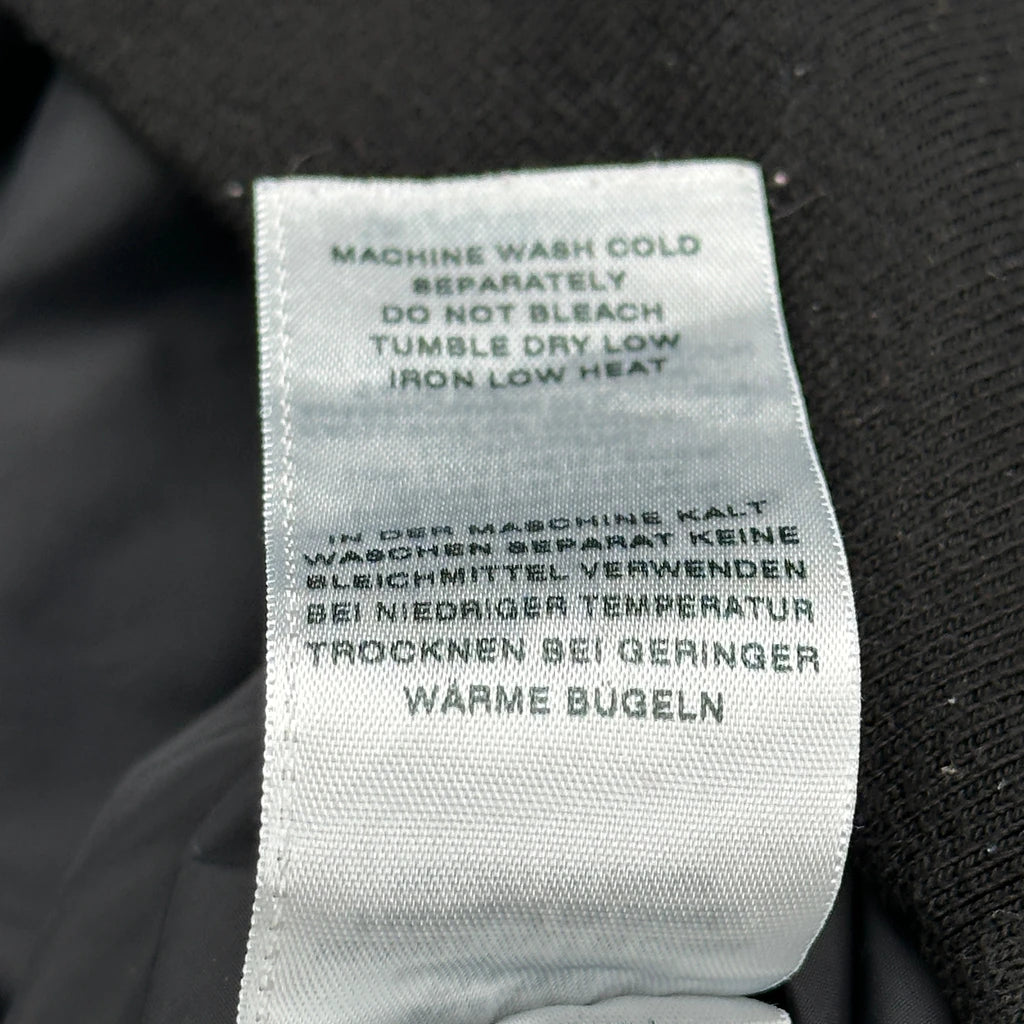 MACHINE WASH COLD
SEPARATELY
DO NOT BLEACH
TUMBLE DRY LOW
IRON LOW HEAT
IN DER MASCHINE KALT
WASCHEN SEPARAT KEINE
BLEICHMITTEL VERWENDEN
BEI NIEDRIGER TEMPERATUR
TROCKNEN BEI GERINGER
WÄRME BÜGELN